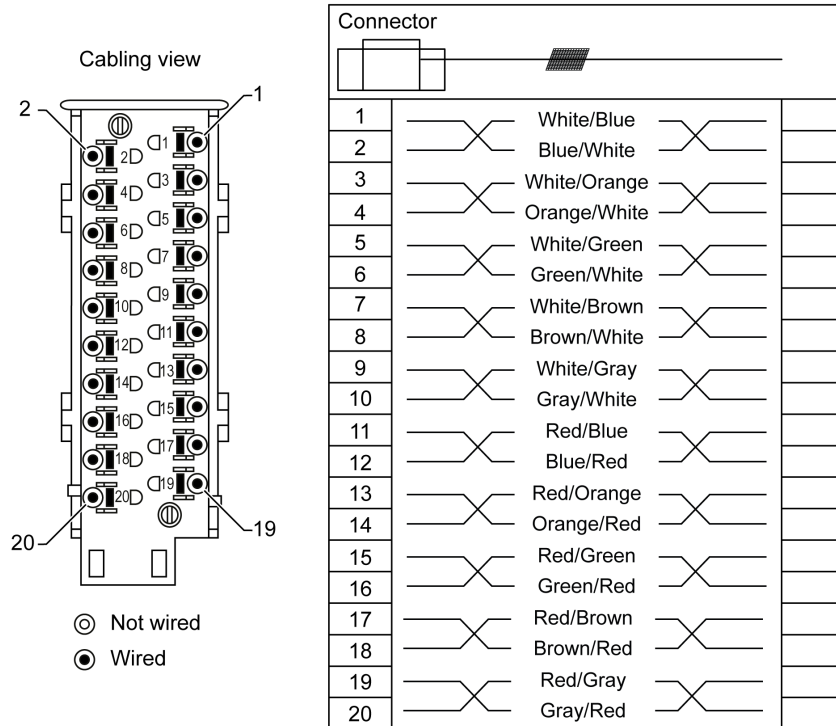 Cabling view
2
1
2
1
4
3
6
5
8
7
10
9
12
11
14
13
16
15
18
17
20
19
20
19
Not wired
Wired
Connector
1 White/Blue
2 Blue/White
3 White/Orange
4 Orange/White
5 White/Green
6 Green/White
7 White/Brown
8 Brown/White
9 White/Gray
10 Gray/White
11 Red/Blue
12 Blue/Red
13 Red/Orange
14 Orange/Red
15 Red/Green
16 Green/Red
17 Red/Brown
18 Brown/Red
19 Red/Gray
20 Gray/Red